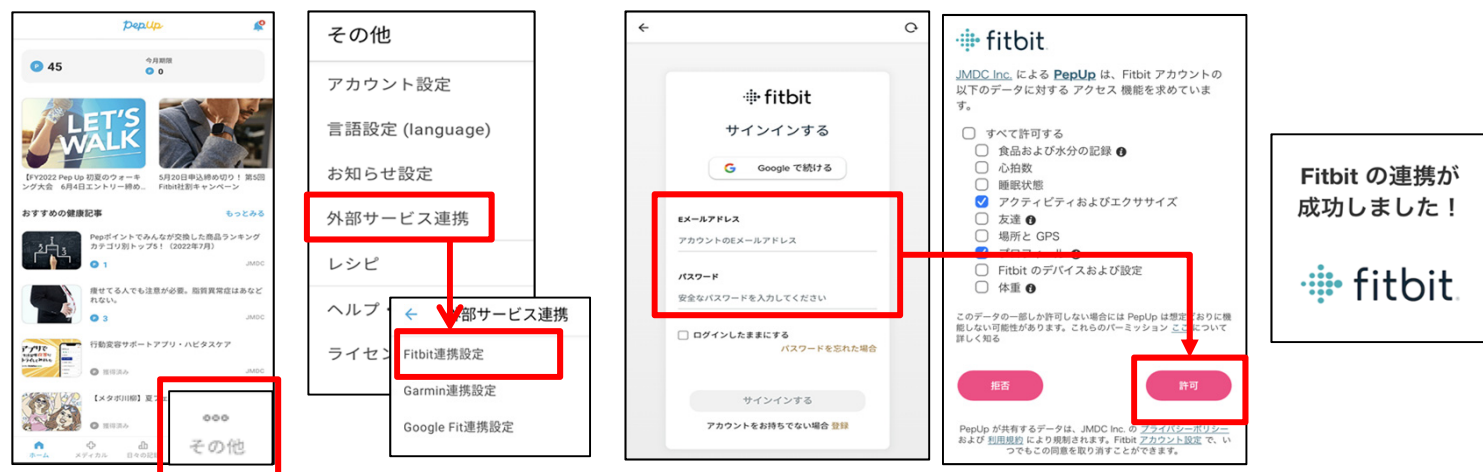 PepUp
P 45
今月期限
P 0
LET'S
WALK
【FY2022 Pep Up 初夏のウォーキ
ング大会 6月4日エントリー締め…
5月20日申込締め切り! 第5回
Fitbit社割キャンペーン
おすすめの健康記事
もっとみる
Pepポイントでみんなが交換した商品ランキング
カテゴリ別トップ5!（2022年7月）
P 1
JMDC
痩せてる人でも注意が必要。脂質異常症はあなど
れない。
P 3
JMDC
行動変容サポートアプリ・ハビタスケア
P 獲得済み
JMDC
【メタボ川柳】夏フェ
P 獲得済み
ホーム
メディカル
日々の記録
その他
その他
アカウント設定
言語設定 (language)
お知らせ設定
外部サービス連携
レシピ
ヘルプ・
ライセン
外部サービス連携
Fitbit連携設定
Garmin連携設定
Google Fit連携設定
fitbit
サインインする
G Google で続ける
Eメールアドレス
アカウントのEメールアドレス
パスワード
安全なパスワードを入力してください
ログインしたままにする
パスワードを忘れた場合
サインインする
アカウントをお持ちでない場合 登録
fitbit.
JMDC Inc. による PepUp は、Fitbit アカウントの
以下のデータに対する アクセス 機能を求めていま
す。
すべて許可する
食品および水分の記録
心拍数
睡眠状態
アクティビティおよびエクササイズ
友達
場所と GPS
プロフィール
Fitbit のデバイスおよび設定
体重
このデータの一部しか許可しない場合には PepUp は想定どおりに機
能しない可能性があります。これらのパーミッション ここ について
詳しく知る
拒否
許可
PepUp が共有するデータは、JMDC Inc. の プライバシーポリシー
および 利用規約 により規制されます。Fitbit アカウント設定 で、い
つでもこの同意を取り消すことができます。
Fitbit の連携が
成功しました！
fitbit.